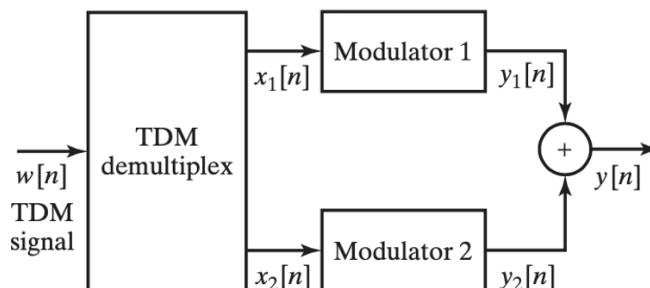 Modulator 1
x₁[n]
y₁[n]
TDM
demultiplex
w[n]
TDM
signal
+
y[n]
Modulator 2
x₂[n]
y₂[n]